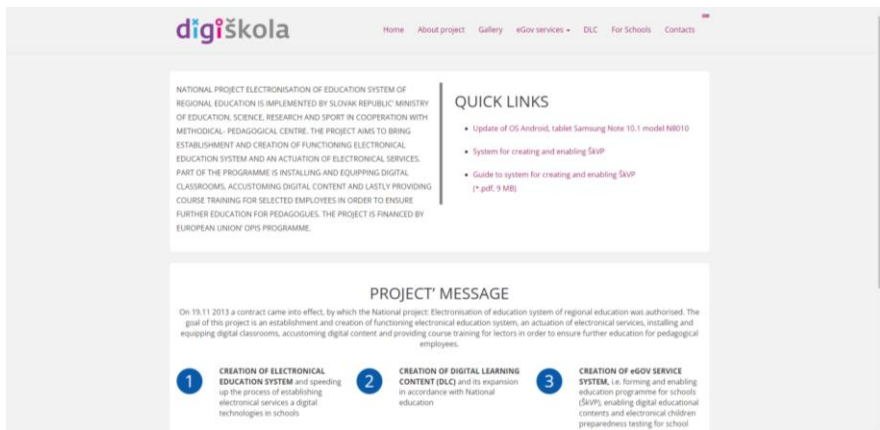 digiškola
Home About project Gallery eGov services DLC For Schools Contacts
NATIONAL PROJECT ELECTRONISATION OF EDUCATION SYSTEM OF
REGIONAL EDUCATION IS IMPLEMENTED BY SLOVAK REPUBLIC' MINISTRY
OF EDUCATION, SCIENCE, RESEARCH AND SPORT IN COOPERATION WITH
METHODICAL- PEDAGOGICAL CENTRE. THE PROJECT AIMS TO BRING
ESTABLISHMENT AND CREATION OF FUNCTIONING ELECTRONICAL
EDUCATION SYSTEM AND AN ACTUATION OF ELECTRONICAL SERVICES.
PART OF THE PROGRAMME IS INSTALLING AND EQUIPPING DIGITAL
CLASSROOMS, ACCUSTOMING DIGITAL CONTENT AND LASTLY PROVIDING
COURSE TRAINING FOR SELECTED EMPLOYEES IN ORDER TO ENSURE
FURTHER EDUCATION FOR PEDAGOGUES. THE PROJECT IS FINANCED BY
EUROPEAN UNION' OPIS PROGRAMME.
QUICK LINKS
Update of OS Android, tablet Samsung Note 10.1 model N8010
System for creating and enabling ŠkVP
Guide to system for creating and enabling ŠkVP
(*.pdf, 9 MB)
PROJECT' MESSAGE
On 19.11 2013 a contract came into effect, by which the National project: Electronisation of education system of regional education was authorised. The
goal of this project is an establishment and creation of functioning electronical education system, an actuation of electronical services, installing and
equipping digital classrooms, accustoming digital content and providing course training for lectors in order to ensure further education for pedagogical
employees.
1
CREATION OF ELECTRONICAL
EDUCATION SYSTEM and speeding
up the process of establishing
electronical services a digital
technologies in schools
2
CREATION OF DIGITAL LEARNING
CONTENT (DLC) and its expansion
in accordance with National
education
3
CREATION OF eGOV SERVICE
SYSTEM, i.e. forming and enabling
education programme for schools
(ŠkVP), enabling digital educational
contents and electronical children
preparedness testing for school